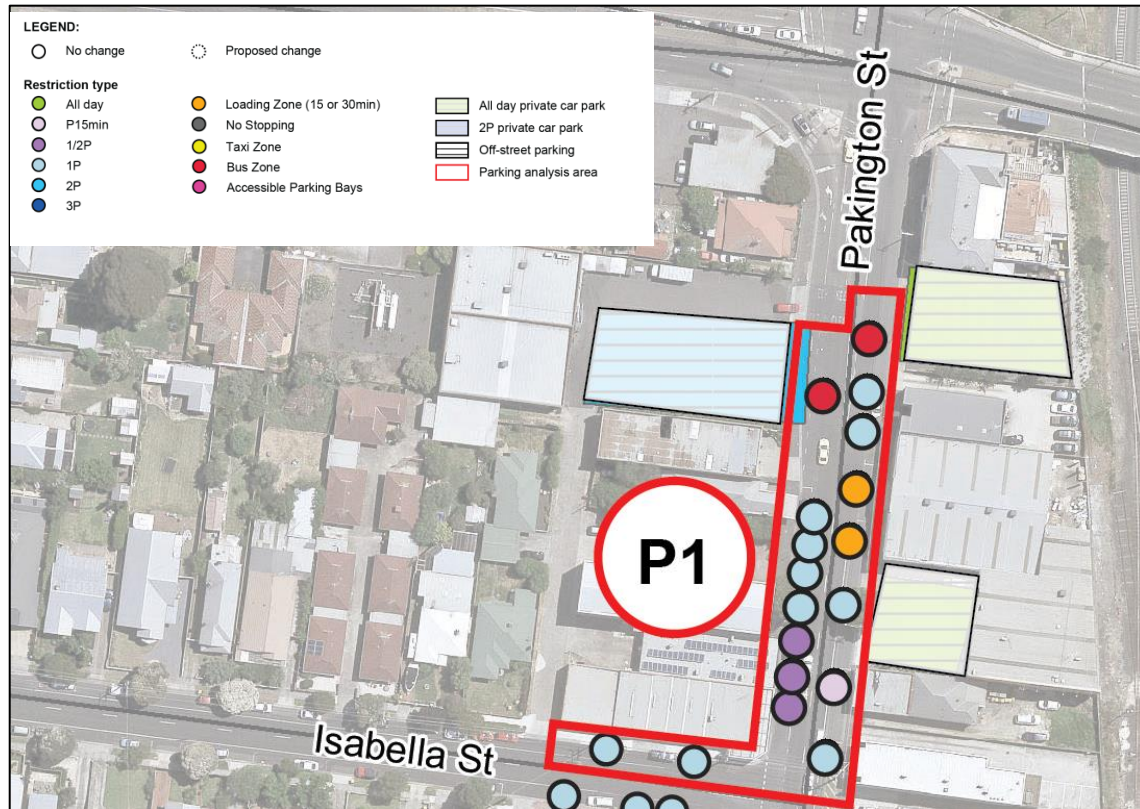 LEGEND:
No change
Proposed change
Restriction type
All day
P15min
1/2P
1P
2P
3P
Loading Zone (15 or 30min)
No Stopping
Taxi Zone
Bus Zone
Accessible Parking Bays
All day private car park
2P private car park
Off-street parking
Parking analysis area
Pakington St
P1
Isabella St